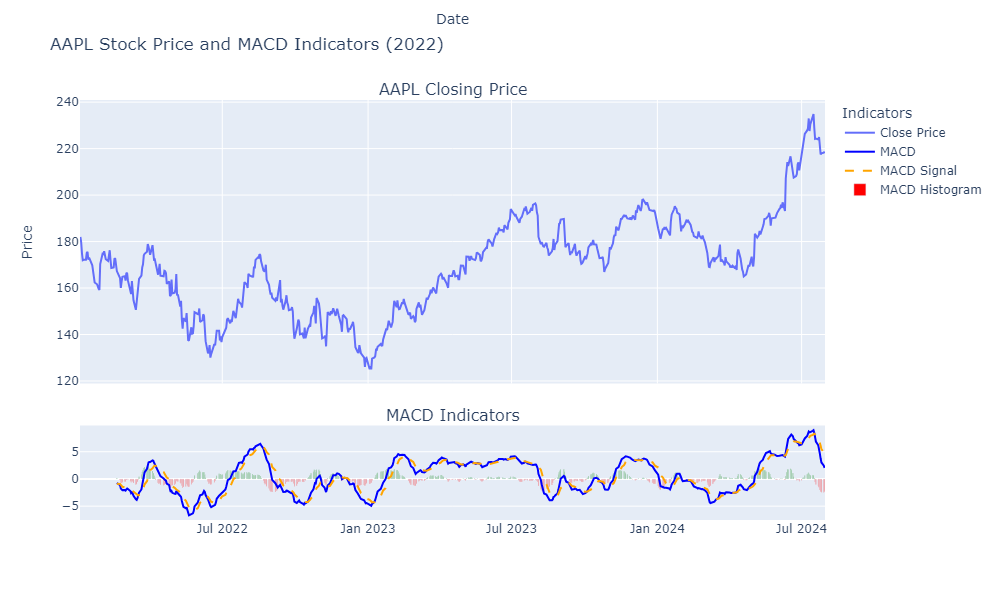 Date
AAPL Stock Price and MACD Indicators (2022)
AAPL Closing Price
240
220
200
180
160
140
120
Price
Indicators
Close Price
MACD
MACD Signal
MACD Histogram
MACD Indicators
5
0
−5
Jul 2022
Jan 2023
Jul 2023
Jan 2024
Jul 2024